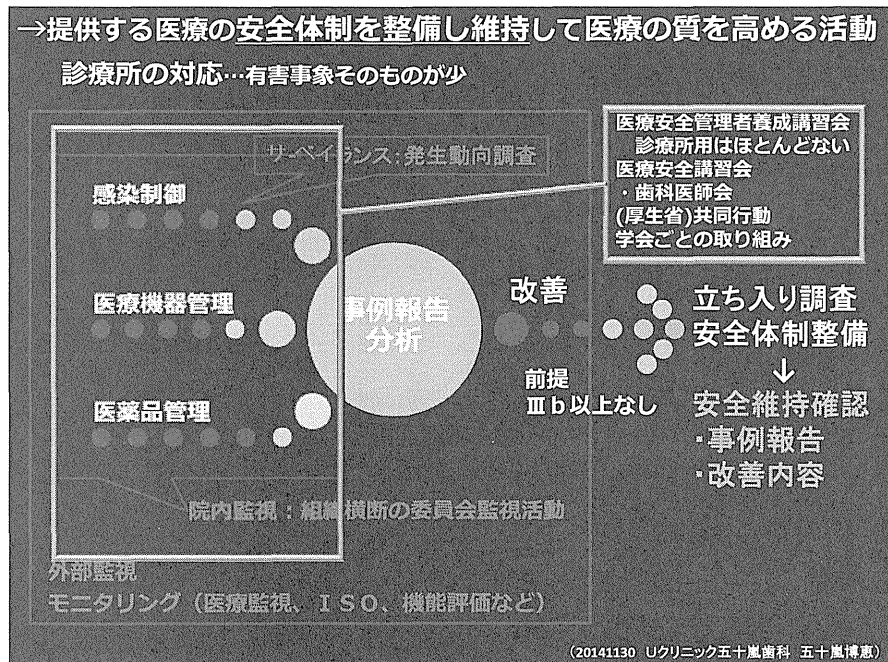 →提供する医療の安全体制を整備し維持して医療の質を高める活動
診療所の対応…有害事象そのものが少
医療安全管理者養成講習会
診療所用はほとんどない
医療安全講習会
・歯科医師会
(厚生省)共同行動
学会ごとの取り組み
サーベイランス：発生動向調査
感染制御
医療機器管理
医薬品管理
事例報告
分析
改善
前提
Ⅲｂ以上なし
立ち入り調査
安全体制整備
↓
安全維持確認
・事例報告
・改善内容
院内監視：組織横断の委員会監視活動
外部監視
モニタリング（医療監視、ＩＳＯ、機能評価など）
（20141130 Uクリニック五十嵐歯科 五十嵐博恵）